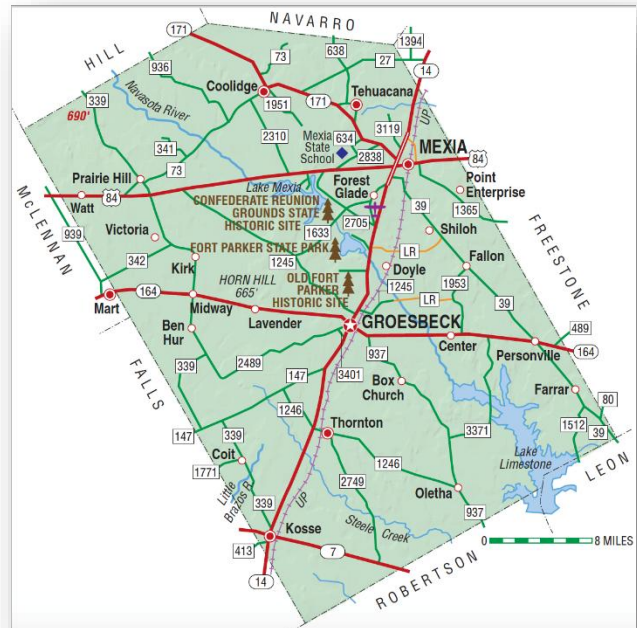 NAVARRO
HILL
171
73
638
1394
27
14
936
339
Navasota River
Coolidge
1951
171
Tehuacana
UP
690'
2310
Mexia
State
School
634
3119
341
73
2838
MEXIA
84
Prairie Hill
Lake Mexia
Forest
Glade
Point
Enterprise
Watt
84
CONFEDERATE REUNION
GROUNDS STATE
HISTORIC SITE
2705
39
1365
McLENNAN
FREESTONE
939
Victoria
1633
Shiloh
FORT PARKER STATE PARK
LR
342
Kirk
1245
Doyle
Fallon
HORN HILL
665'
OLD FORT
PARKER
HISTORIC SITE
1245
1953
164
Mart
Midway
Lavender
LR
39
GROESBECK
489
Ben
Hur
Center
Personville
164
339
2489
937
FALLS
147
3401
Box
Church
Farrar
80
1246
3371
1512
39
147
339
Thornton
Lake
Limestone
LEON
Coit
1246
1771
2749
Oletha
Little
Brazos R.
339
UP
937
Steele Creek
Kosse
413
7
0
8 MILES
14
ROBERTSON